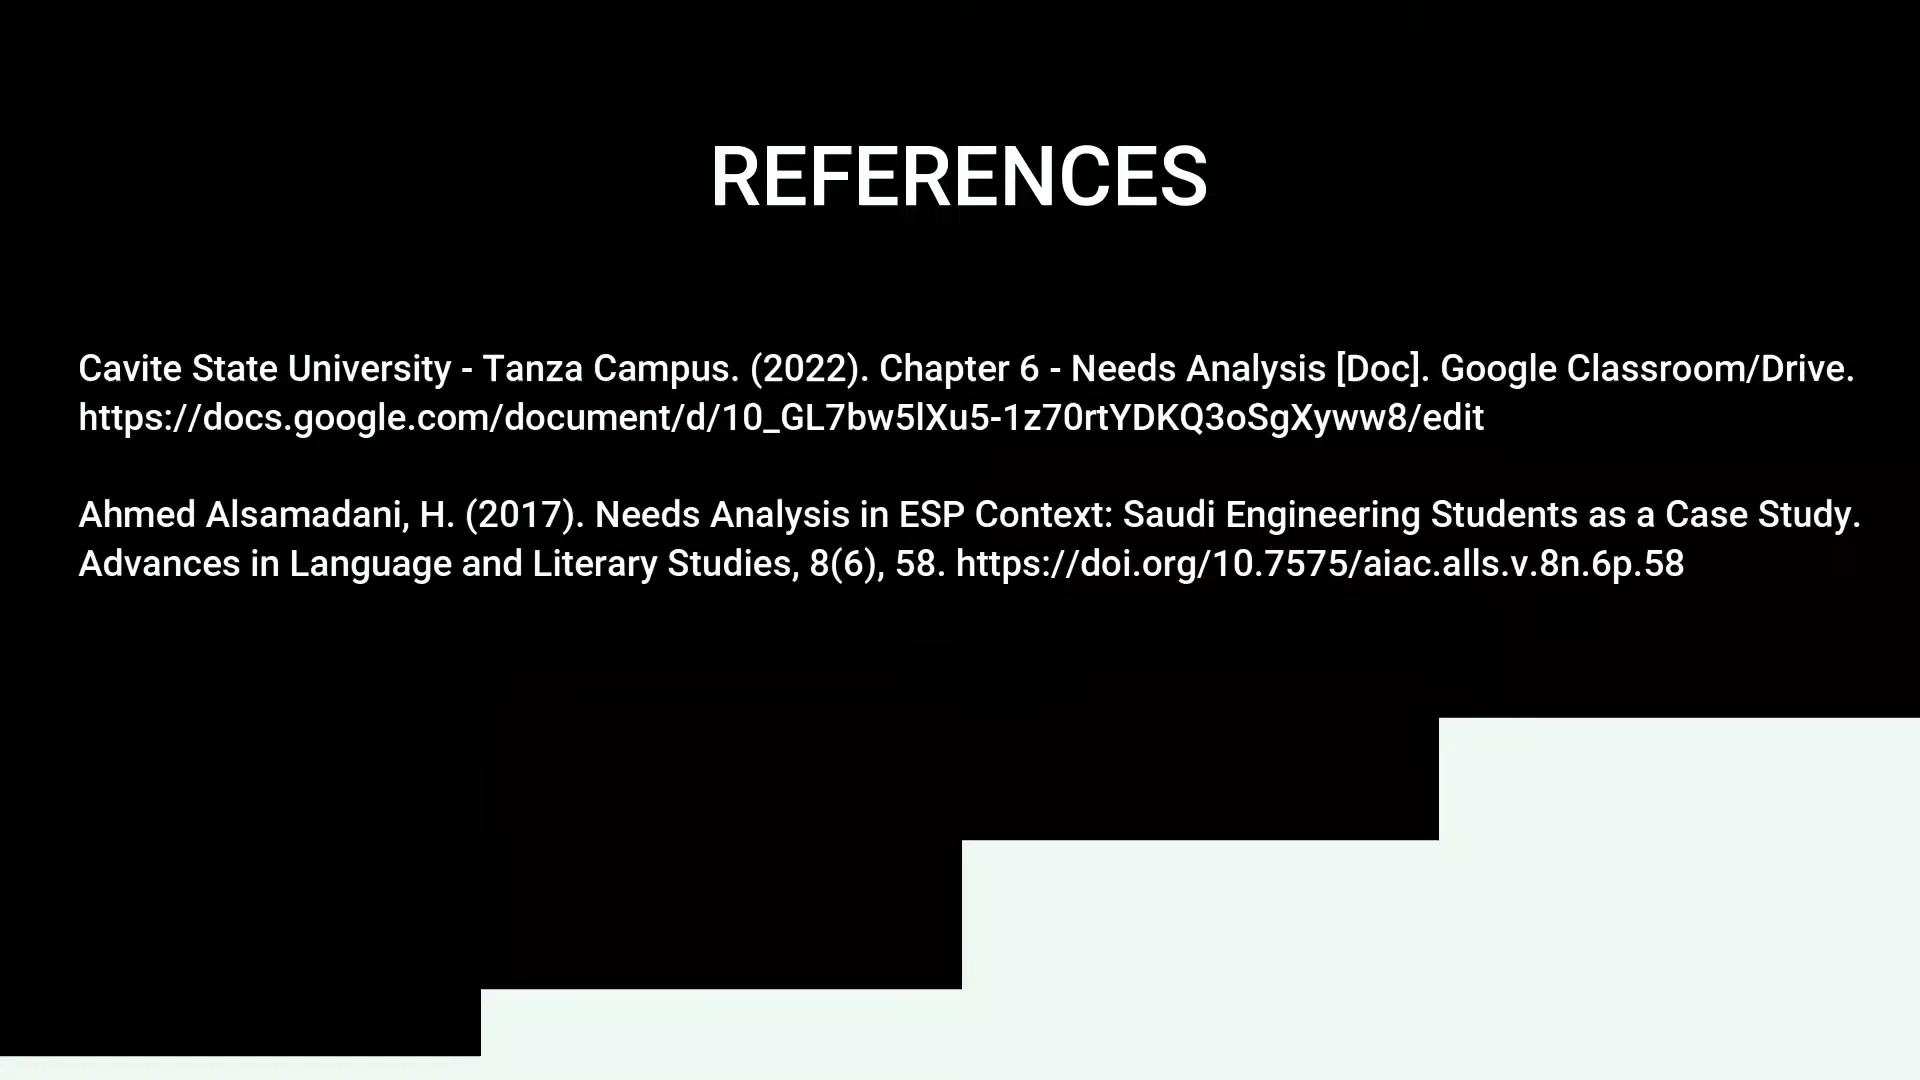 REFERENCES
Cavite State University - Tanza Campus. (2022). Chapter 6 - Needs Analysis [Doc]. Google Classroom/Drive.
https://docs.google.com/document/d/10_GL7bw5lXu5-1z70rtYDKQ3oSgXyww8/edit
Ahmed Alsamadani, H. (2017). Needs Analysis in ESP Context: Saudi Engineering Students as a Case Study.
Advances in Language and Literary Studies, 8(6), 58. https://doi.org/10.7575/aiac.alls.v.8n.6p.58